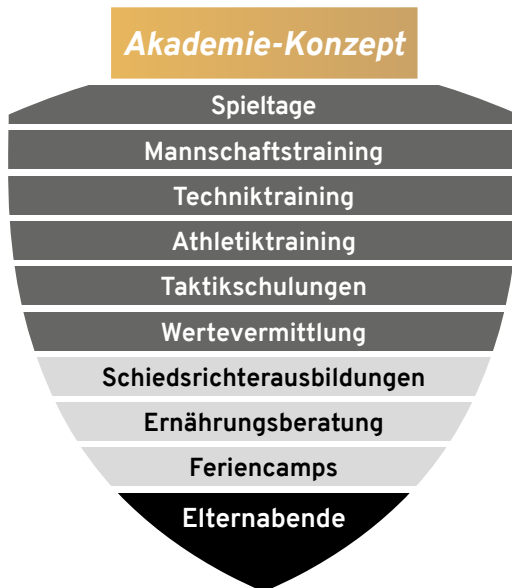 Akademie-Konzept
Spieltage
Mannschaftstraining
Techniktraining
Athletiktraining
Taktikschulungen
Wertevermittlung
Schiedsrichterausbildungen
Ernährungsberatung
Feriencamps
Elternabende